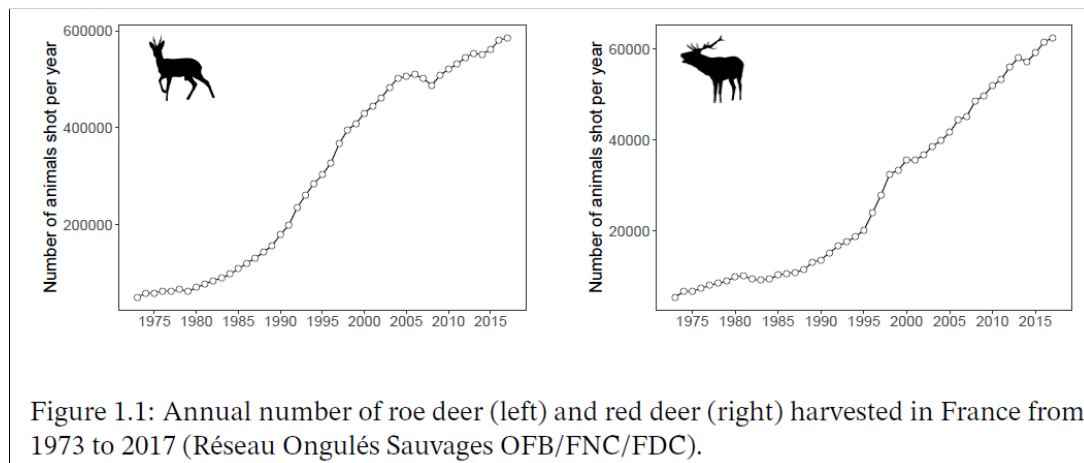 Number of animals shot per year
600000
400000
200000
1975 1980 1985 1990 1995 2000 2005 2010 2015
Number of animals shot per year
60000
40000
20000
1975 1980 1985 1990 1995 2000 2005 2010 2015
Figure 1.1: Annual number of roe deer (left) and red deer (right) harvested in France from
1973 to 2017 (Réseau Ongulés Sauvages OFB/FNC/FDC).